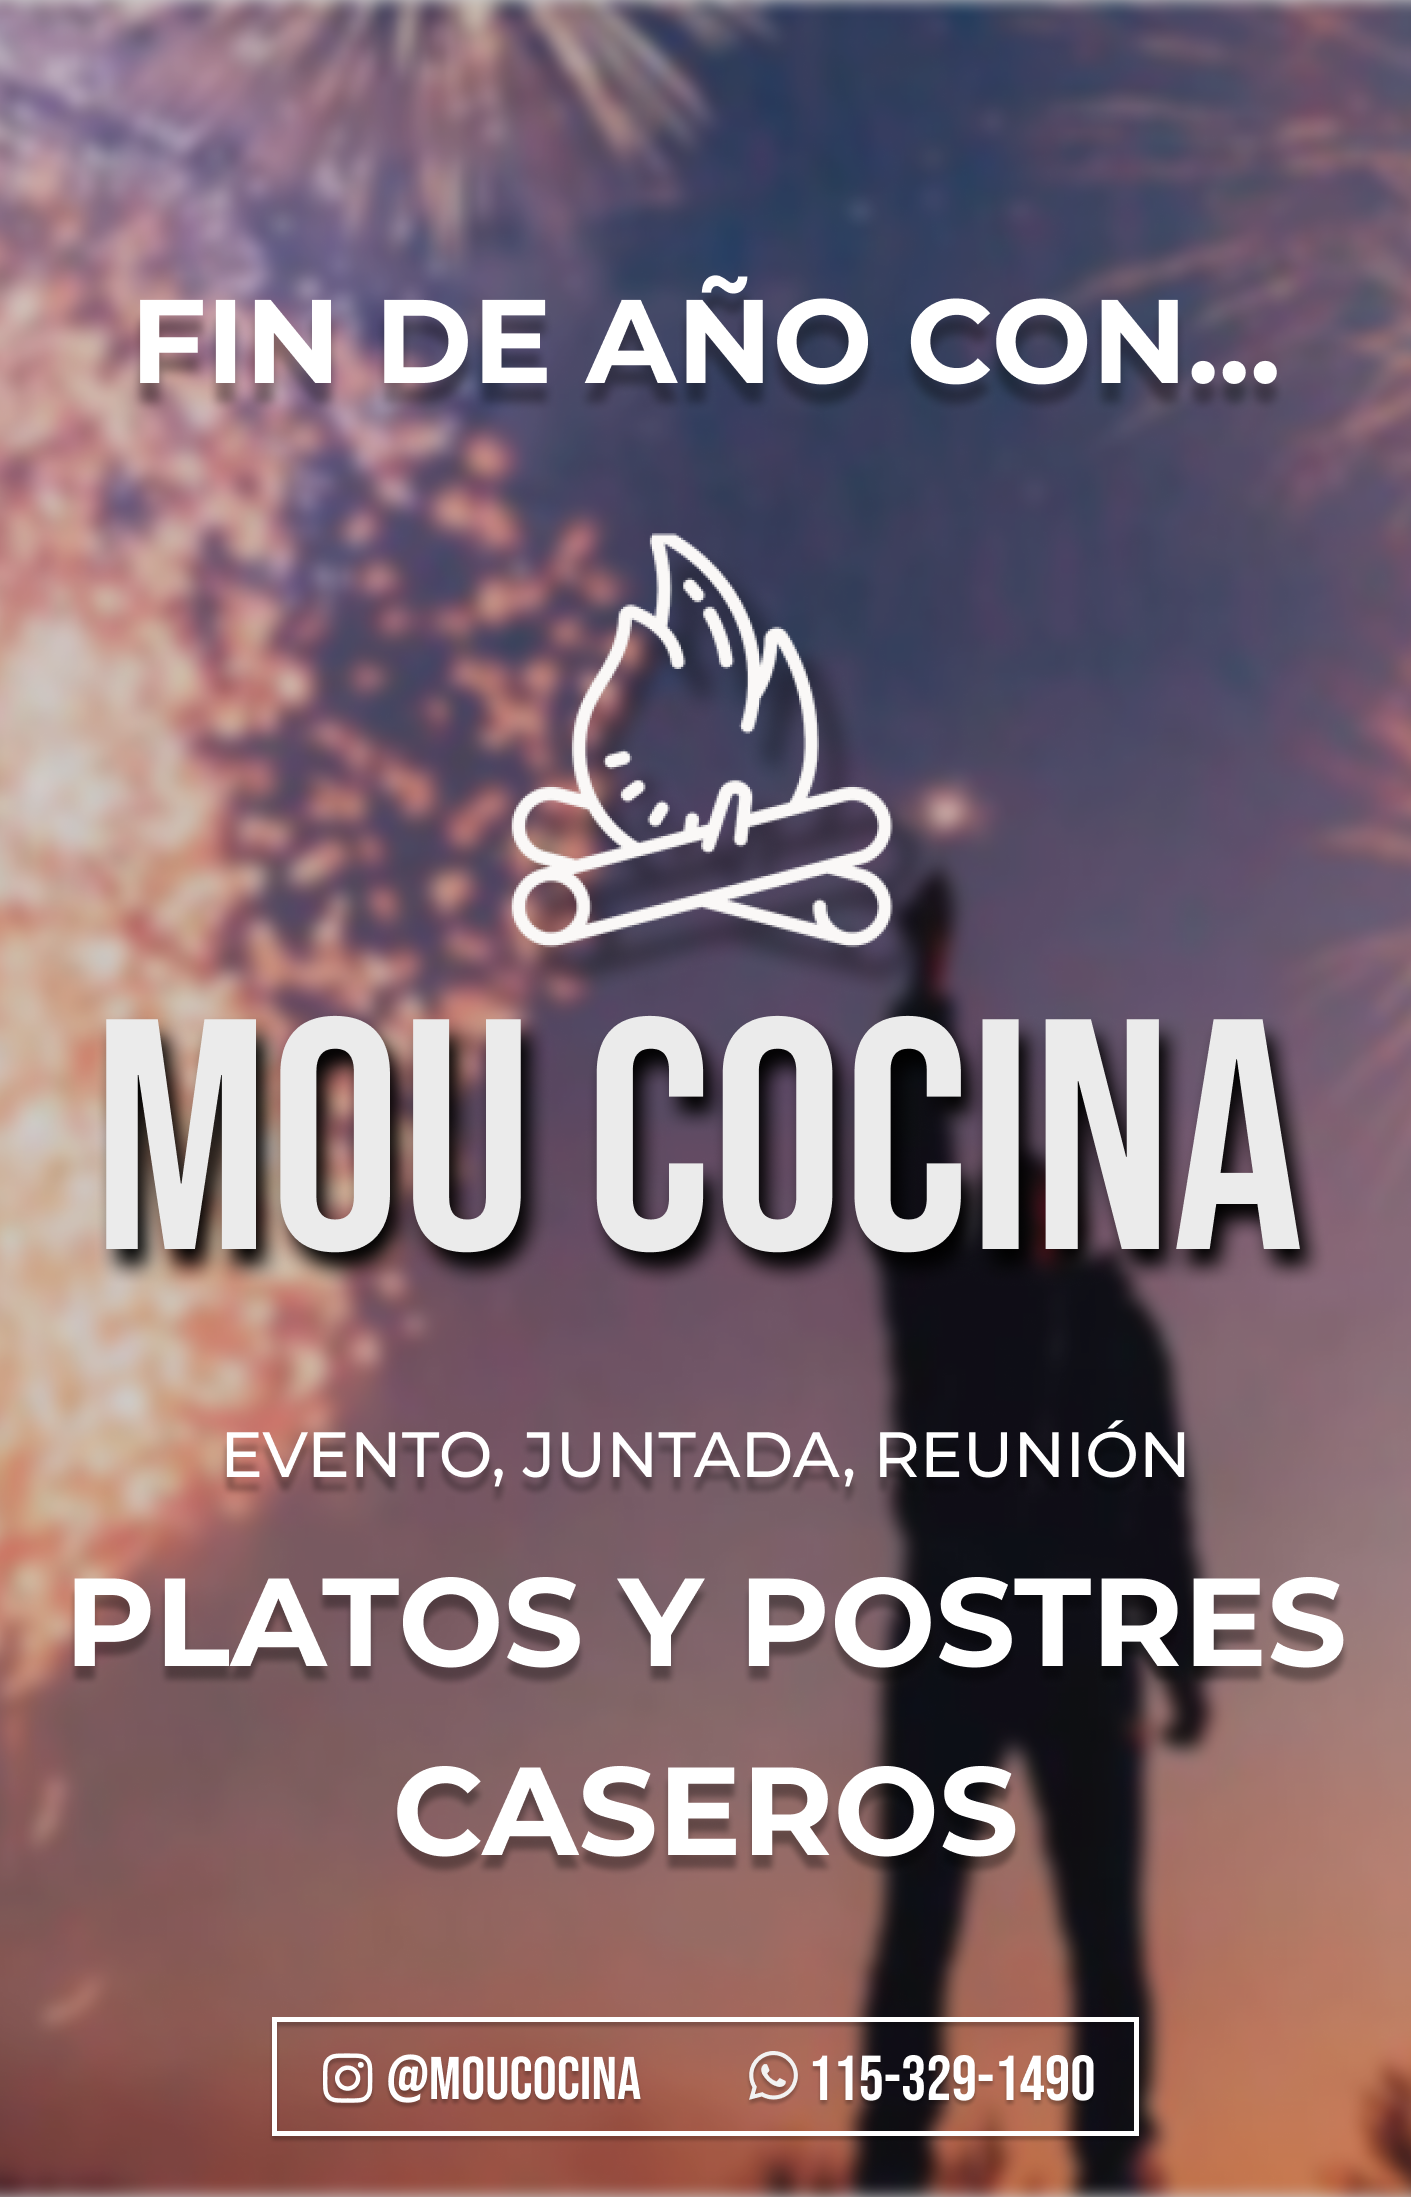 FIN DE AÑO CON...
MOU COCINA
EVENTO, JUNTADA, REUNIÓN
PLATOS Y POSTRES
CASEROS
@MOUCOCINA 115-329-1490